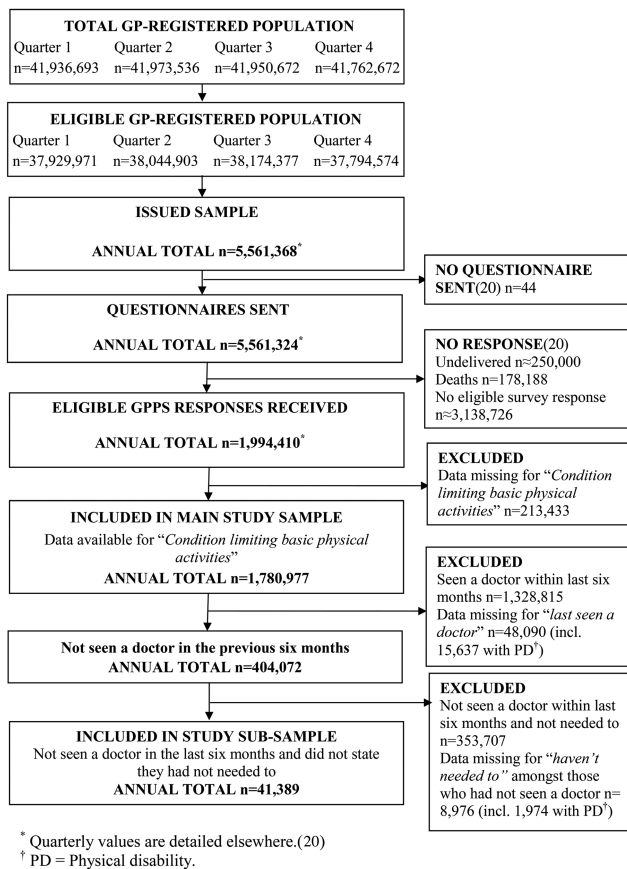 TOTAL GP-REGISTERED POPULATION
Quarter 1 Quarter 2 Quarter 3 Quarter 4
n=41,936,693 n=41,973,536 n=41,950,672 n=41,762,672
ELIGIBLE GP-REGISTERED POPULATION
Quarter 1 Quarter 2 Quarter 3 Quarter 4
n=37,929,971 n=38,044,903 n=38,174,377 n=37,794,574
ISSUED SAMPLE
ANNUAL TOTAL n=5,561,368*
NO QUESTIONNAIRE
SENT(20) n=44
QUESTIONNAIRES SENT
ANNUAL TOTAL n=5,561,324*
NO RESPONSE(20)
Undelivered n≈250,000
Deaths n=178,188
No eligible survey response
n≈3,138,726
ELIGIBLE GPPS RESPONSES RECEIVED
ANNUAL TOTAL n=1,994,410*
EXCLUDED
Data missing for “Condition
limiting basic physical
activities” n=213,433
INCLUDED IN MAIN STUDY SAMPLE
Data available for “Condition limiting basic physical
activities”
ANNUAL TOTAL n=1,780,977
EXCLUDED
Seen a doctor within last six
months n=1,328,815
Data missing for “last seen a
doctor” n=48,090 (incl.
15,637 with PD†)
Not seen a doctor in the previous six months
ANNUAL TOTAL n=404,072
EXCLUDED
Not seen a doctor within last
six months and not needed to
n=353,707
Data missing for “haven’t
needed to” amongst those
who had not seen a doctor n=
8,976 (incl. 1,974 with PD†)
INCLUDED IN STUDY SUB-SAMPLE
Not seen a doctor in the last six months and did not state
they had not needed to
ANNUAL TOTAL n=41,389
* Quarterly values are detailed elsewhere.(20)
† PD = Physical disability.